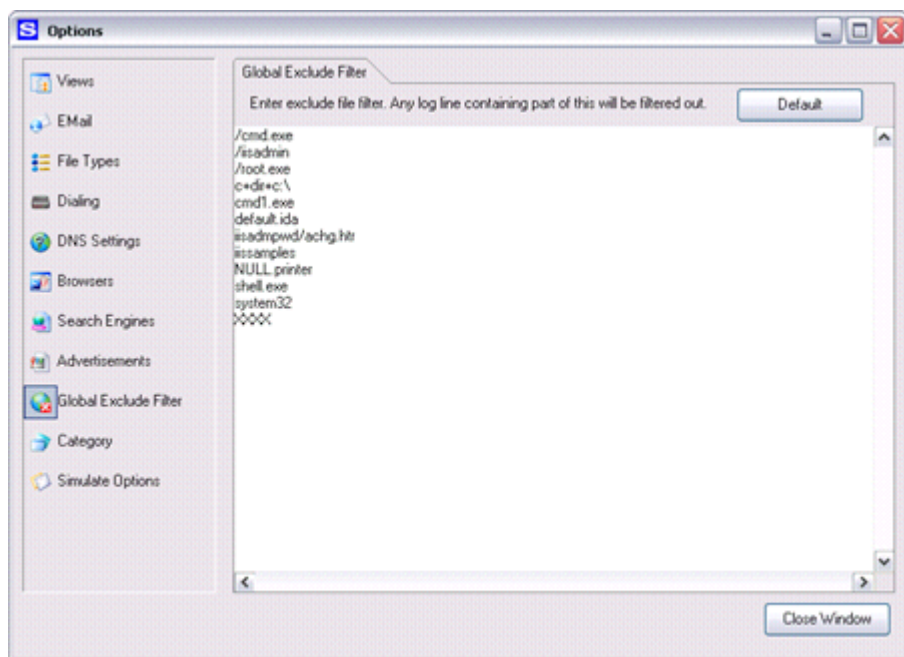 S Options
Views
EMail
File Types
Dialing
DNS Settings
Browsers
Search Engines
Advertisements
Global Exclude Filter
Category
Simulate Options
Global Exclude Filter
Enter exclude file filter. Any log line containing part of this will be filtered out.
Default
/cmd.exe
/iisadmin
/root.exe
c+dir+c:\
cmd1.exe
default.ida
iisadmpwd/achg.htr
iissamples
NULL.printer
shell.exe
system32
XXXX
Close Window